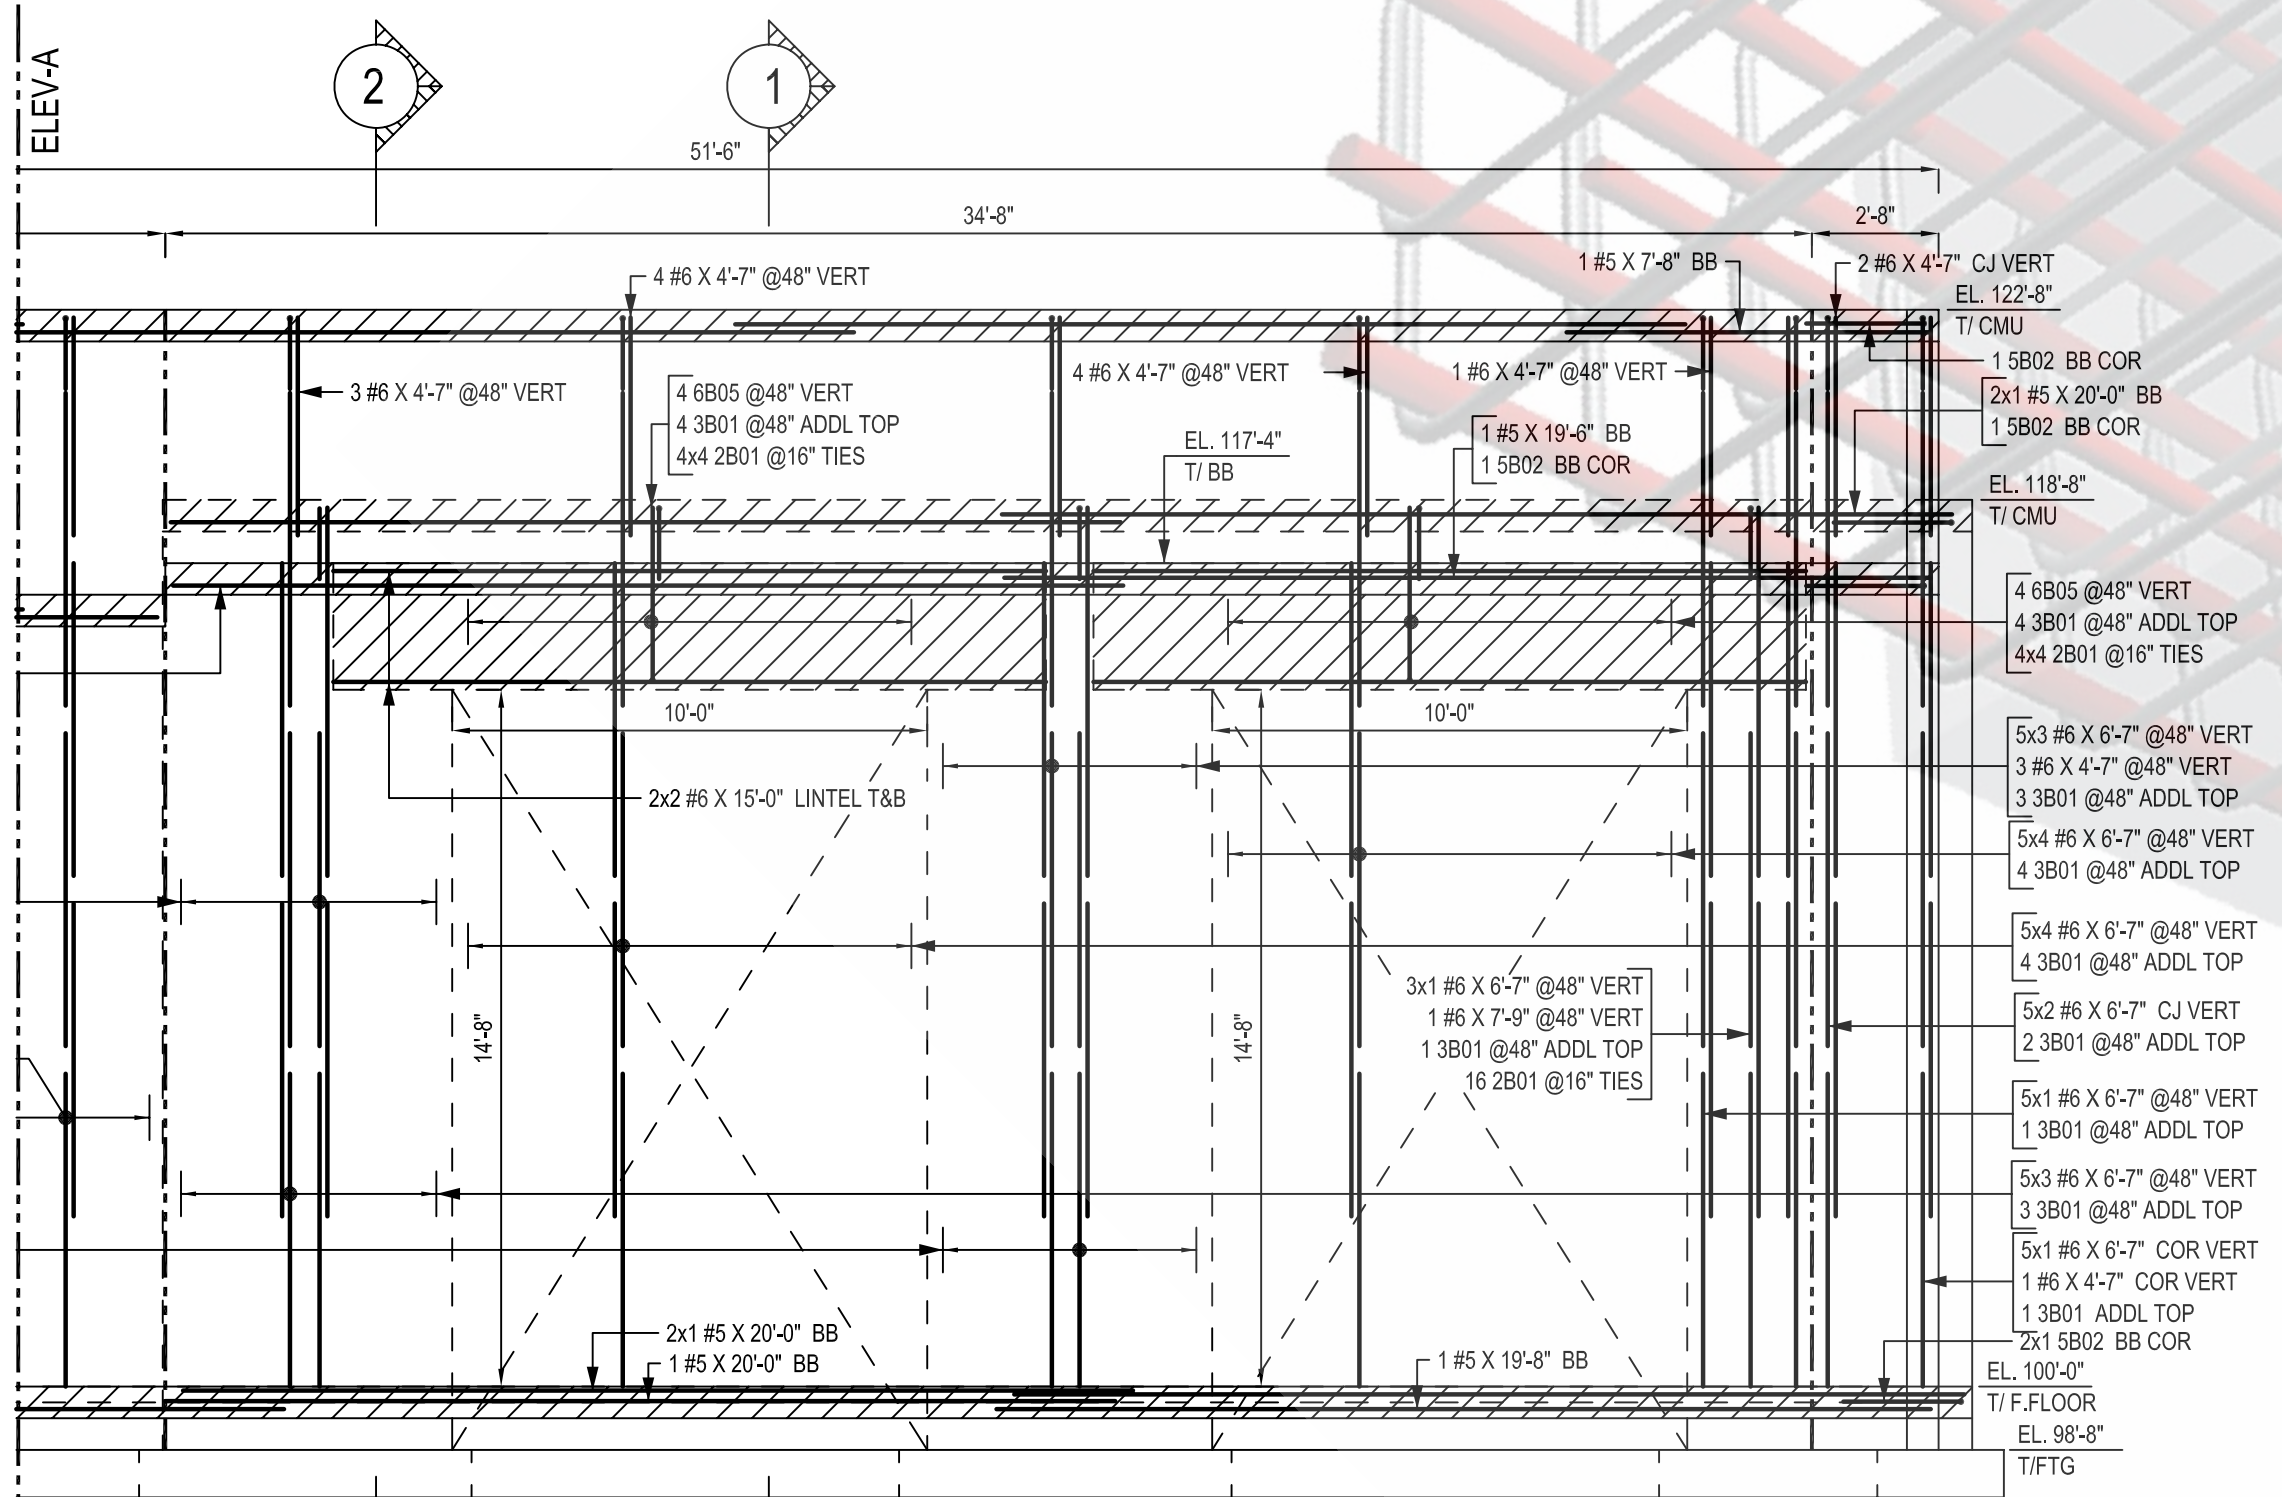 ELEV-A
2
1
51'-6"
34'-8"
2'-8"
4 #6 X 4'-7" @48" VERT
1 #5 X 7'-8" BB
2 #6 X 4'-7" CJ VERT
EL. 122'-8"
T/ CMU
1 5B02 BB COR
3 #6 X 4'-7" @48" VERT
4 6B05 @48" VERT
4 3B01 @48" ADDL TOP
4x4 2B01 @16" TIES
4 #6 X 4'-7" @48" VERT
1 #6 X 4'-7" @48" VERT
2x1 #5 X 20'-0" BB
1 5B02 BB COR
EL. 117'-4"
T/ BB
1 #5 X 19'-6" BB
1 5B02 BB COR
EL. 118'-8"
T/ CMU
4 6B05 @48" VERT
4 3B01 @48" ADDL TOP
4x4 2B01 @16" TIES
10'-0"
10'-0"
5x3 #6 X 6'-7" @48" VERT
3 #6 X 4'-7" @48" VERT
3 3B01 @48" ADDL TOP
2x2 #6 X 15'-0" LINTEL T&B
5x4 #6 X 6'-7" @48" VERT
4 3B01 @48" ADDL TOP
5x4 #6 X 6'-7" @48" VERT
4 3B01 @48" ADDL TOP
14'-8"
14'-8"
3x1 #6 X 6'-7" @48" VERT
1 #6 X 7'-9" @48" VERT
1 3B01 @48" ADDL TOP
16 2B01 @16" TIES
5x2 #6 X 6'-7" CJ VERT
2 3B01 @48" ADDL TOP
5x1 #6 X 6'-7" @48" VERT
1 3B01 @48" ADDL TOP
5x3 #6 X 6'-7" @48" VERT
3 3B01 @48" ADDL TOP
5x1 #6 X 6'-7" COR VERT
1 #6 X 4'-7" COR VERT
1 3B01 ADDL TOP
2x1 5B02 BB COR
2x1 #5 X 20'-0" BB
1 #5 X 20'-0" BB
1 #5 X 19'-8" BB
EL. 100'-0"
T/ F.FLOOR
EL. 98'-8"
T/FTG